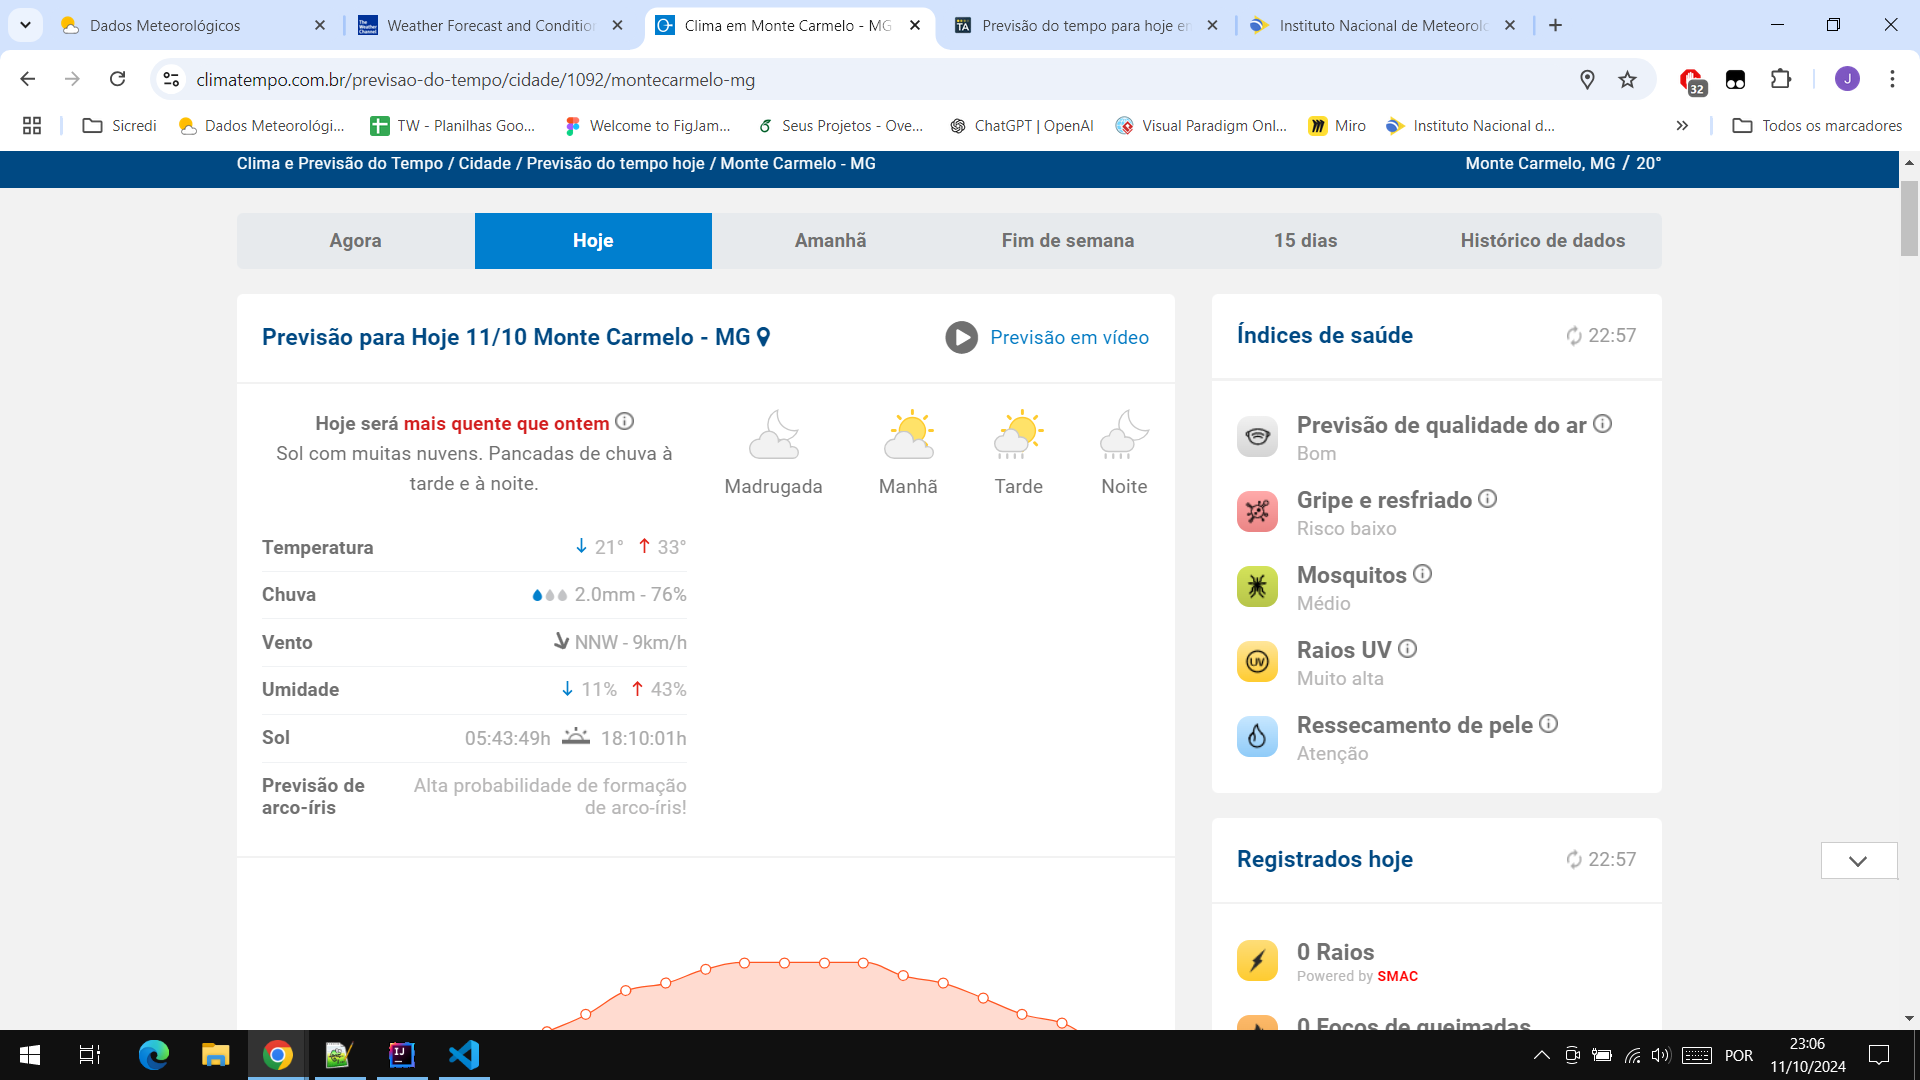 Dados Meteorológicos
Weather Forecast and Condition
Clima em Monte Carmelo - MG
Previsão do tempo para hoje em
Instituto Nacional de Meteorolo
climatempo.com.br/previsao-do-tempo/cidade/1092/montecarmelo-mg
32
J
Sicredi
Dados Meteorológi...
TW - Planilhas Goo...
Welcome to FigJam...
Seus Projetos - Ove...
ChatGPT | OpenAI
Visual Paradigm Onl...
Miro
Instituto Nacional d...
Todos os marcadores
Clima e Previsão do Tempo / Cidade / Previsão do tempo hoje / Monte Carmelo - MG
Monte Carmelo, MG / 20°
Agora
Hoje
Amanhã
Fim de semana
15 dias
Histórico de dados
Previsão para Hoje 11/10 Monte Carmelo - MG
Previsão em vídeo
Hoje será mais quente que ontem
Sol com muitas nuvens. Pancadas de chuva à
tarde e à noite.
Madrugada
Manhã
Tarde
Noite
Temperatura
21° 33°
Chuva
2.0mm - 76%
Vento
NNW - 9km/h
Umidade
11% 43%
Sol
05:43:49h 18:10:01h
Previsão de
arco-íris
Alta probabilidade de formação
de arco-íris!
Índices de saúde
22:57
Previsão de qualidade do ar
Bom
Gripe e resfriado
Risco baixo
Mosquitos
Médio
UV
Raios UV
Muito alta
Ressecamento de pele
Atenção
Registrados hoje
22:57
0 Raios
Powered by SMAC
0 Focos de queimadas
POR
23:06
11/10/2024